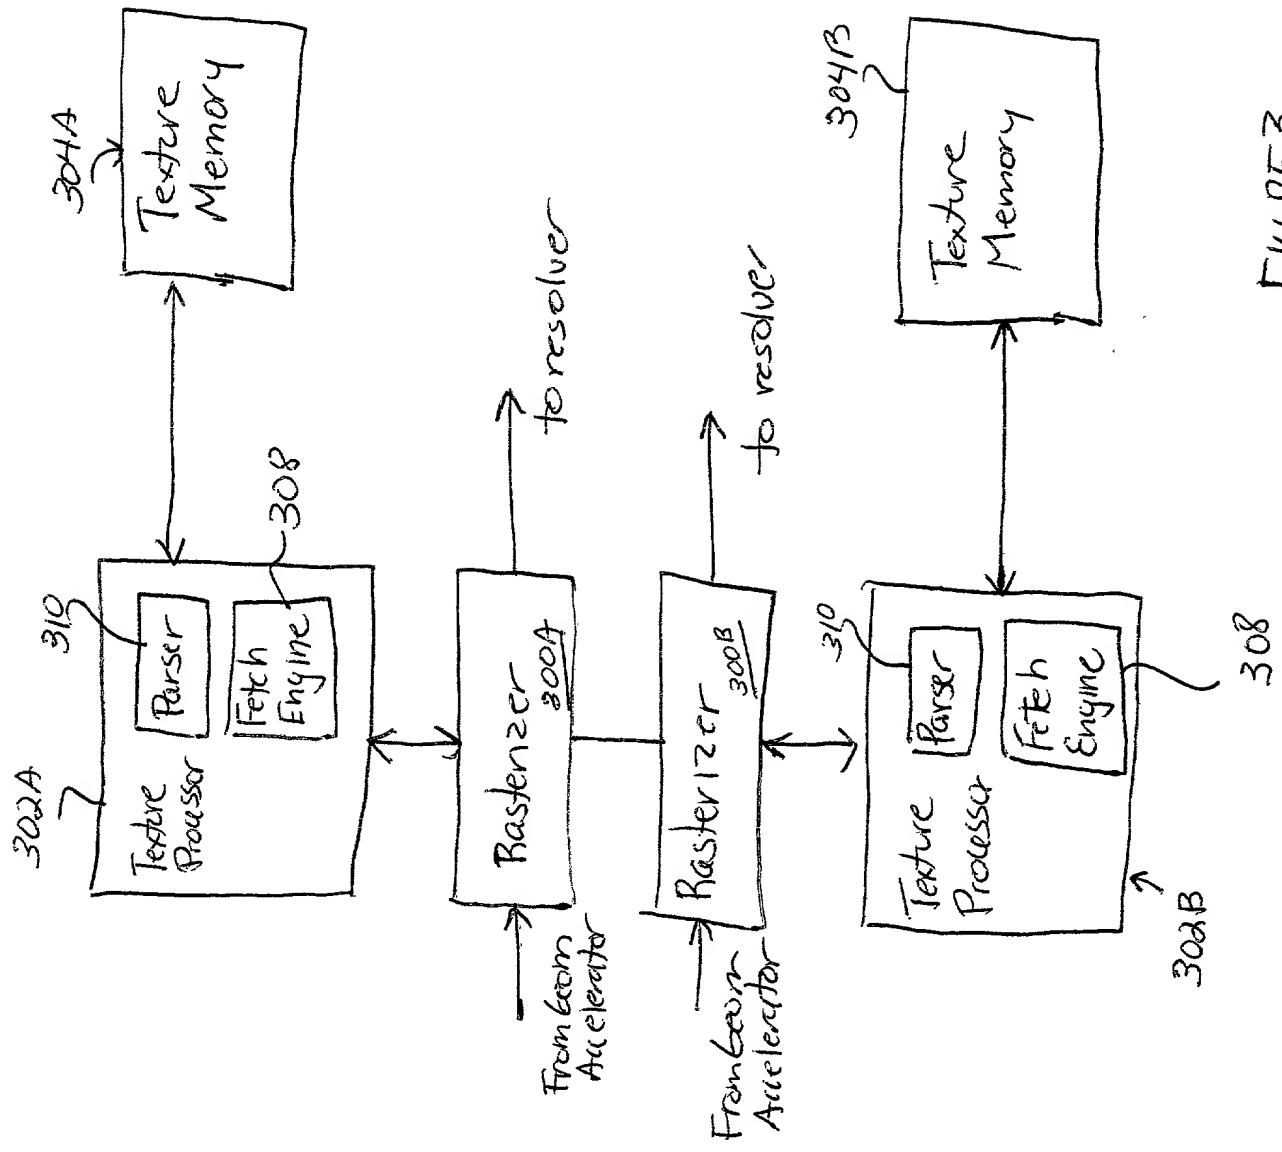 304A
Texture
Memory
310
Parser
308
Fetch
Engine
302A
Texture
Processor
to resolver
Rasterizer
300A
From Geom
Accelerator
to resolver
Rasterizer
300B
From Geom
Accelerator
304B
Texture
Memory
310
Parser
Fetch
Engine
308
Texture
Processor
302B